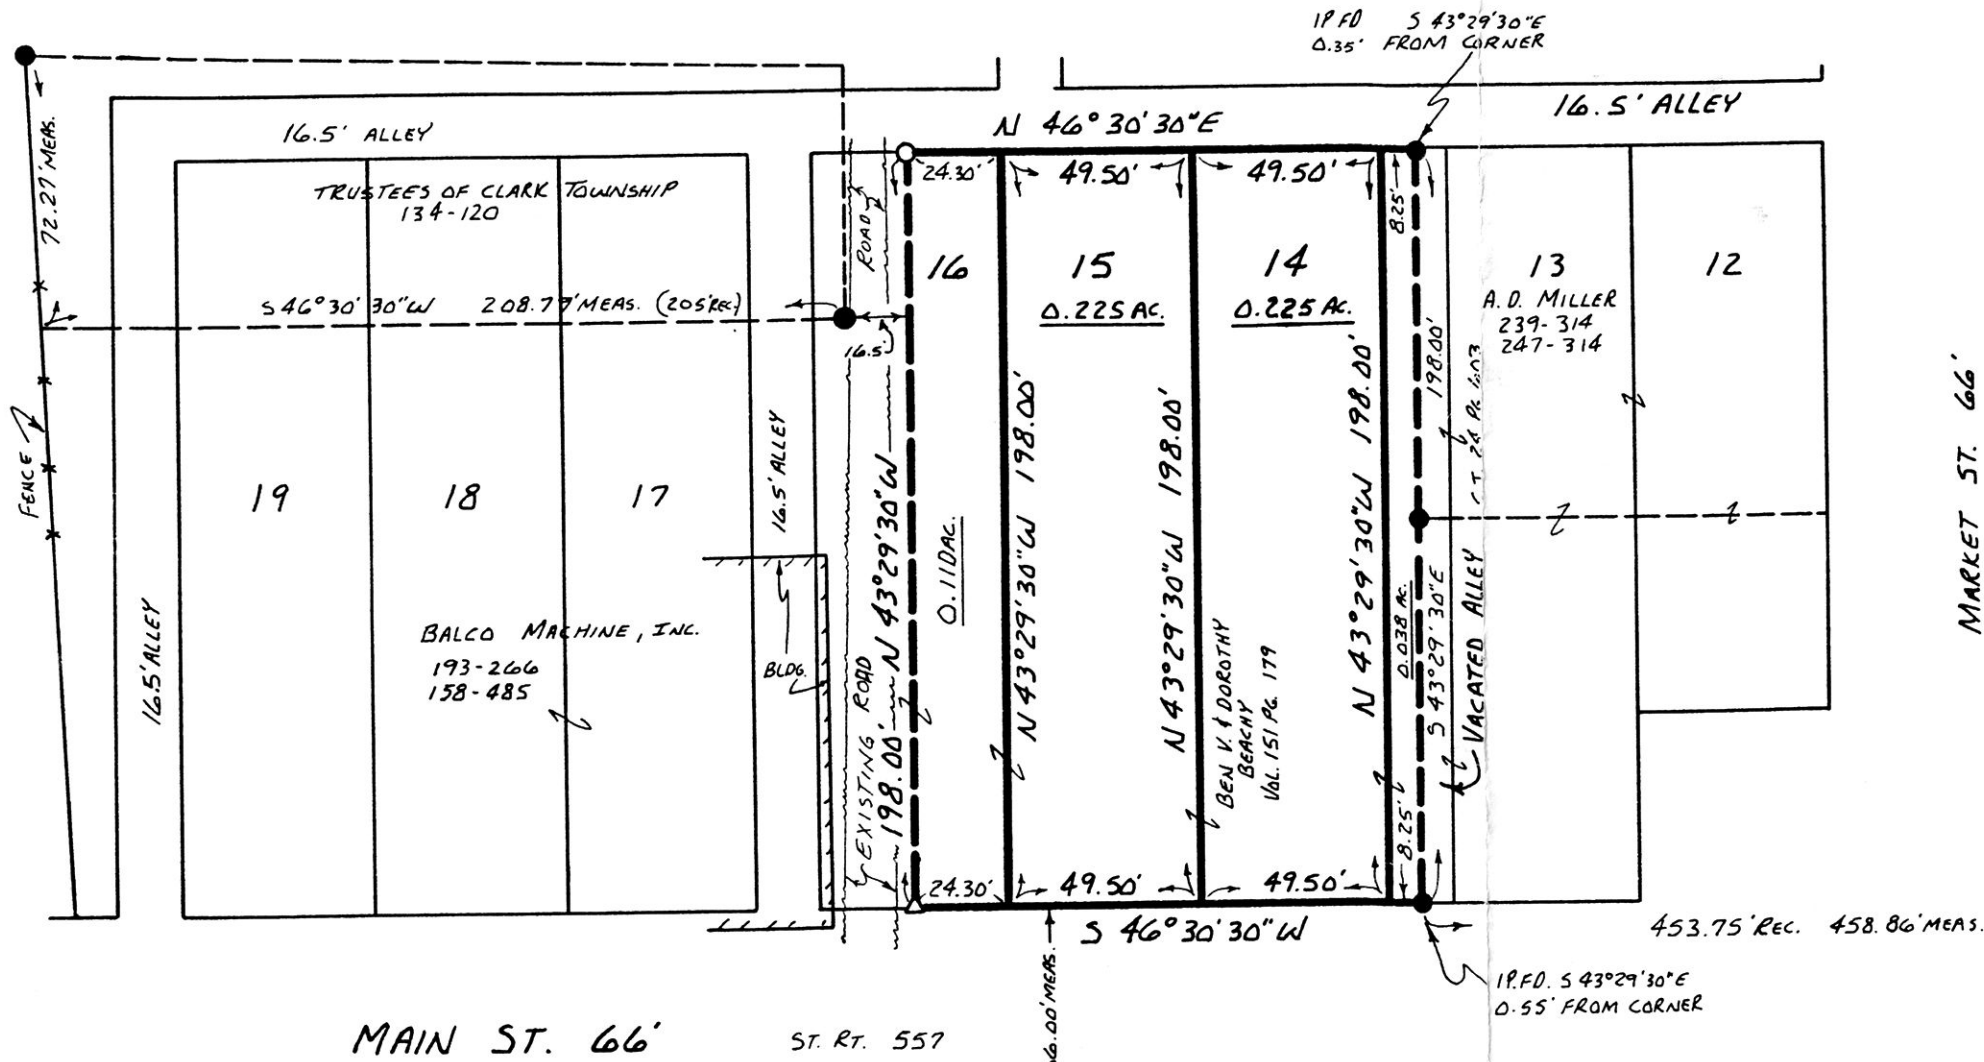 IP FD S 43°29'30"E
0.35' FROM CORNER
16.5' ALLEY
N 46°30'30"E
16.5' ALLEY
72.27' MEAS.
TRUSTEES OF CLARK TOWNSHIP
134-120
24.30'
49.50'
49.50'
8.25'
ROAD
16
15
14
13
12
0.225 AC.
0.225 AC.
A.D. MILLER
239-314
247-314
S 46°30'30"W 208.77' MEAS. (205' REC.)
16.5'
198.00'
FENCE
19
18
17
16.5' ALLEY
0.110 AC.
N 43°29'30"W 198.00'
N 43°29'30"W 198.00'
N 43°29'30"W 198.00'
198.00' N 43°29'30"W
EXISTING ROAD
MARKET ST. 66'
16.5' ALLEY
BALCO MACHINE, INC.
193-266
158-485
BLDG.
BEN V. & DOROTHY
BEACHY
VOL. 151 PG. 179
0.038 AC.
S 43°29'30"E
VACATED ALLEY
24.30'
49.50'
49.50'
8.25'
S 46°30'30"W
453.75' REC. 458.86' MEAS.
I.P. FD. S 43°29'30"E
0.55' FROM CORNER
MEAS.
MAIN ST. 66'
ST. RT. 557